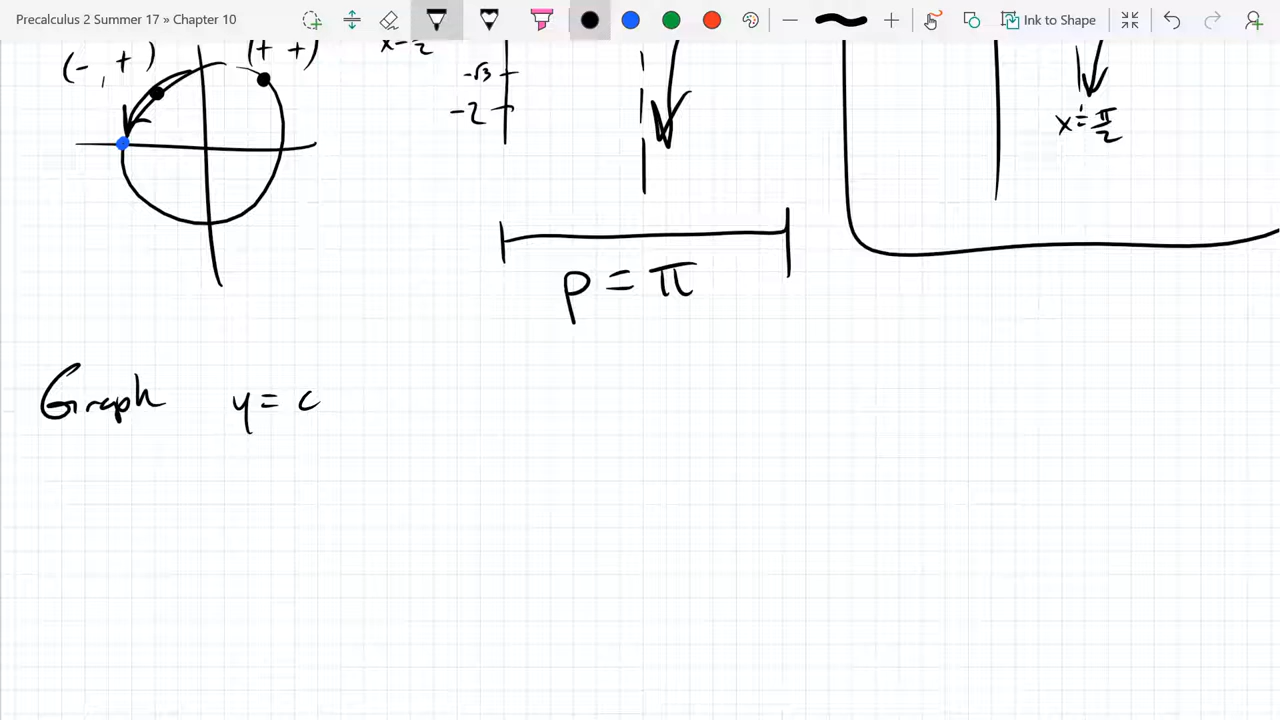 Precalculus 2 Summer 17 » Chapter 10
Ink to Shape
(-, +)
(+ +)
-√3
-2
x = π/2
P = π
Graph y = c